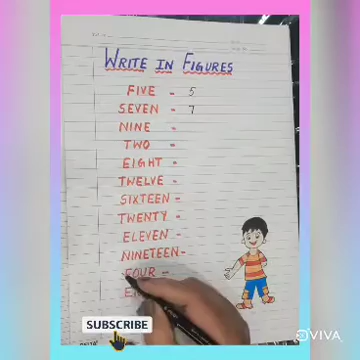 WRITE IN FIGURES
FIVE = 5
SEVEN = 7
NINE =
TWO =
EIGHT =
TWELVE =
SIXTEEN =
TWENTY =
ELEVEN =
NINETEEN =
FOUR =
SUBSCRIBE
VIVA